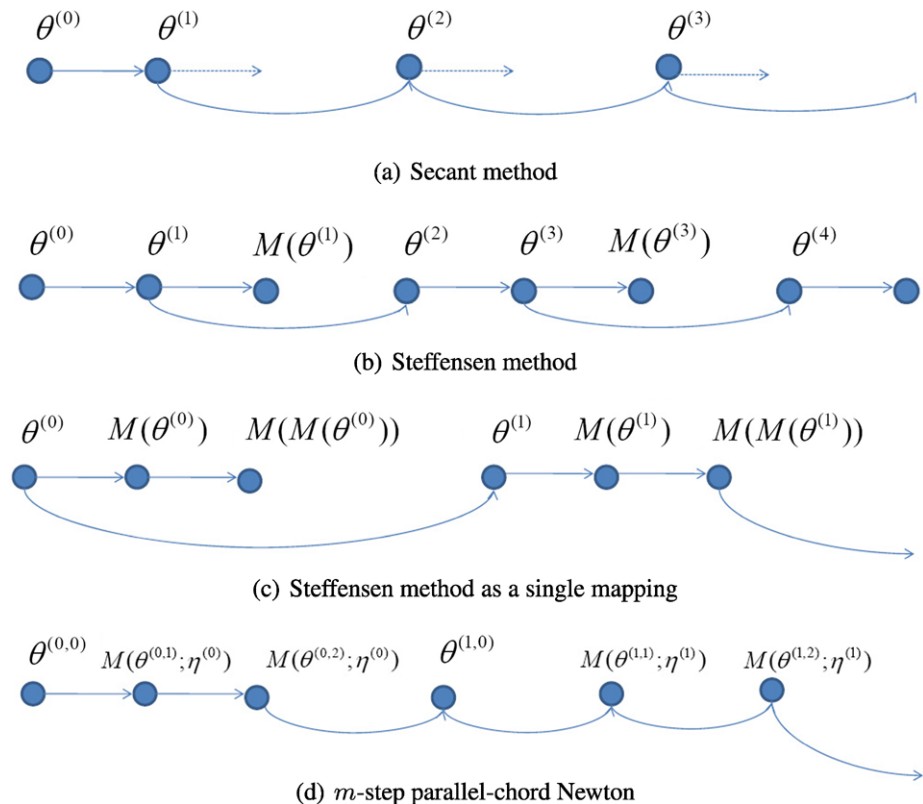 θ^(0) θ^(1) θ^(2) θ^(3)
(a) Secant method
θ^(0) θ^(1) M(θ^(1)) θ^(2) θ^(3) M(θ^(3)) θ^(4)
(b) Steffensen method
θ^(0) M(θ^(0)) M(M(θ^(0))) θ^(1) M(θ^(1)) M(M(θ^(1)))
(c) Steffensen method as a single mapping
θ^(0,0) M(θ^(0,1);η^(0)) M(θ^(0,2);η^(0)) θ^(1,0) M(θ^(1,1);η^(1)) M(θ^(1,2);η^(1))
(d) m-step parallel-chord Newton